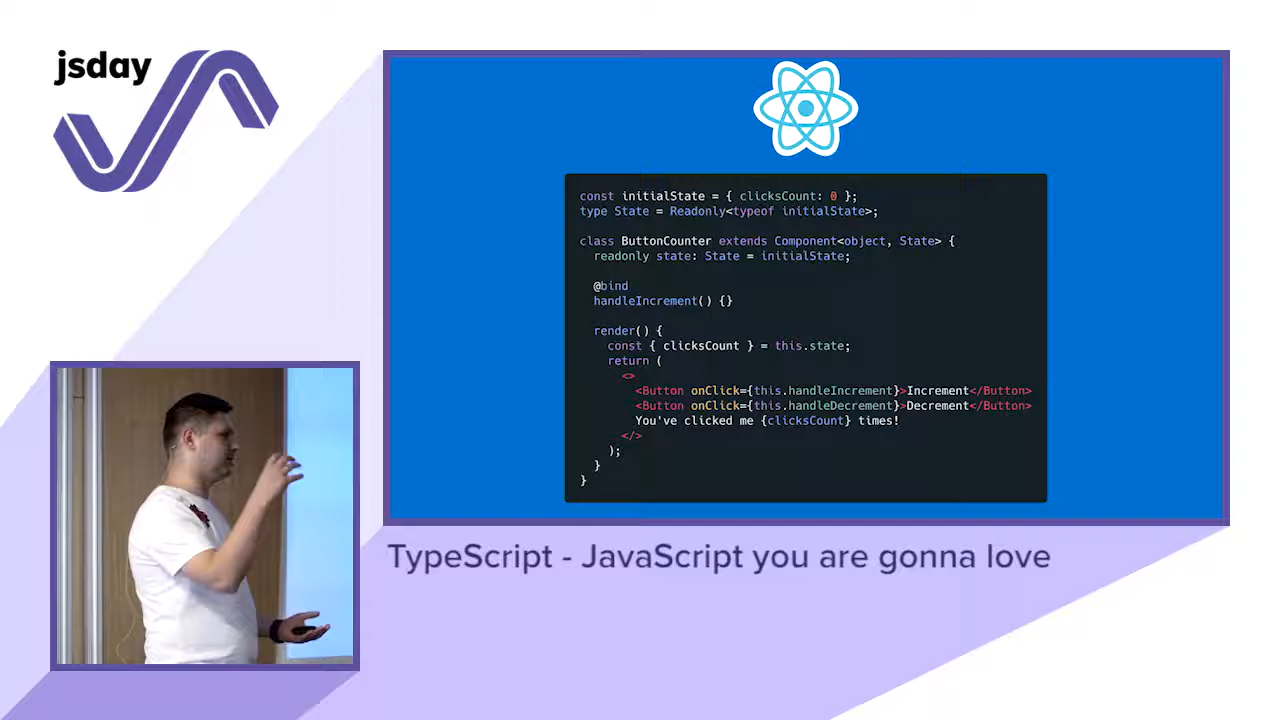 jsday
const initialState = { clicksCount: 0 };
type State = Readonly<typeof initialState>;
class ButtonCounter extends Component<object, State> {
readonly state: State = initialState;
@bind
handleIncrement() {}
render() {
const { clicksCount } = this.state;
return (
<>
<Button onClick={this.handleIncrement}>Increment</Button>
<Button onClick={this.handleDecrement}>Decrement</Button>
You've clicked me {clicksCount} times!
</>
);
}
}
TypeScript - JavaScript you are gonna love